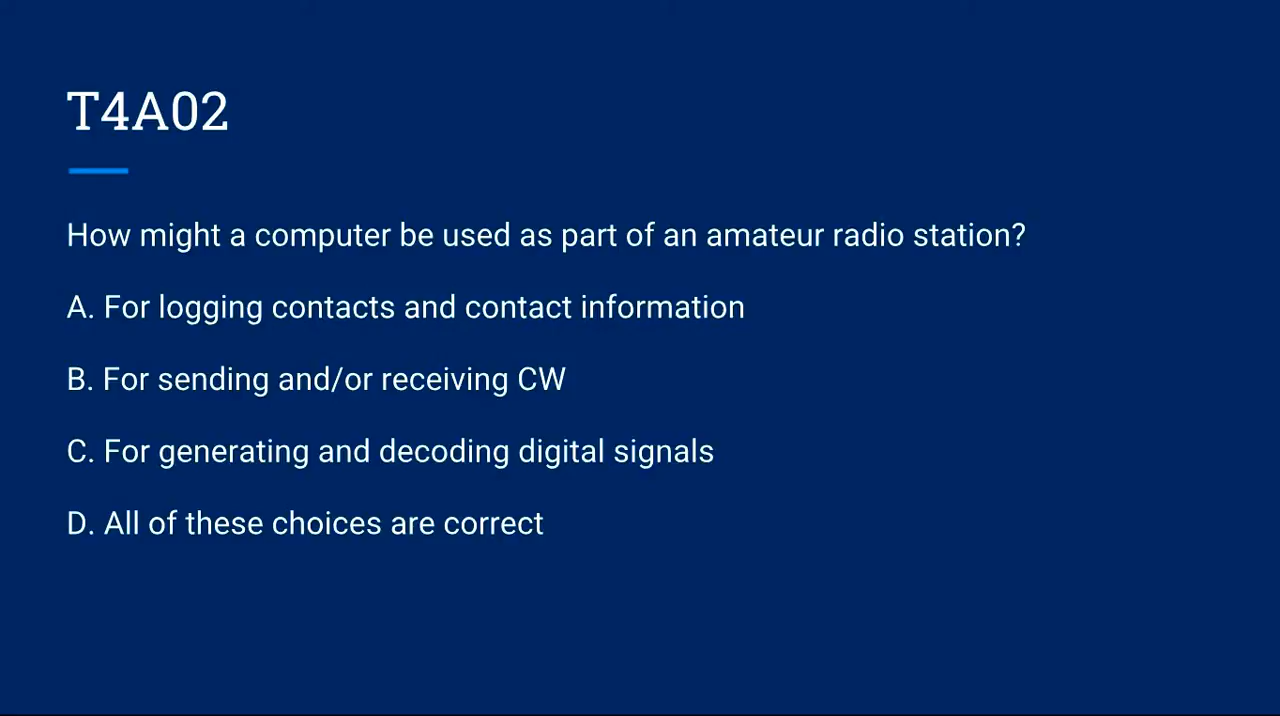 T4A02
How might a computer be used as part of an amateur radio station?
A. For logging contacts and contact information
B. For sending and/or receiving CW
C. For generating and decoding digital signals
D. All of these choices are correct